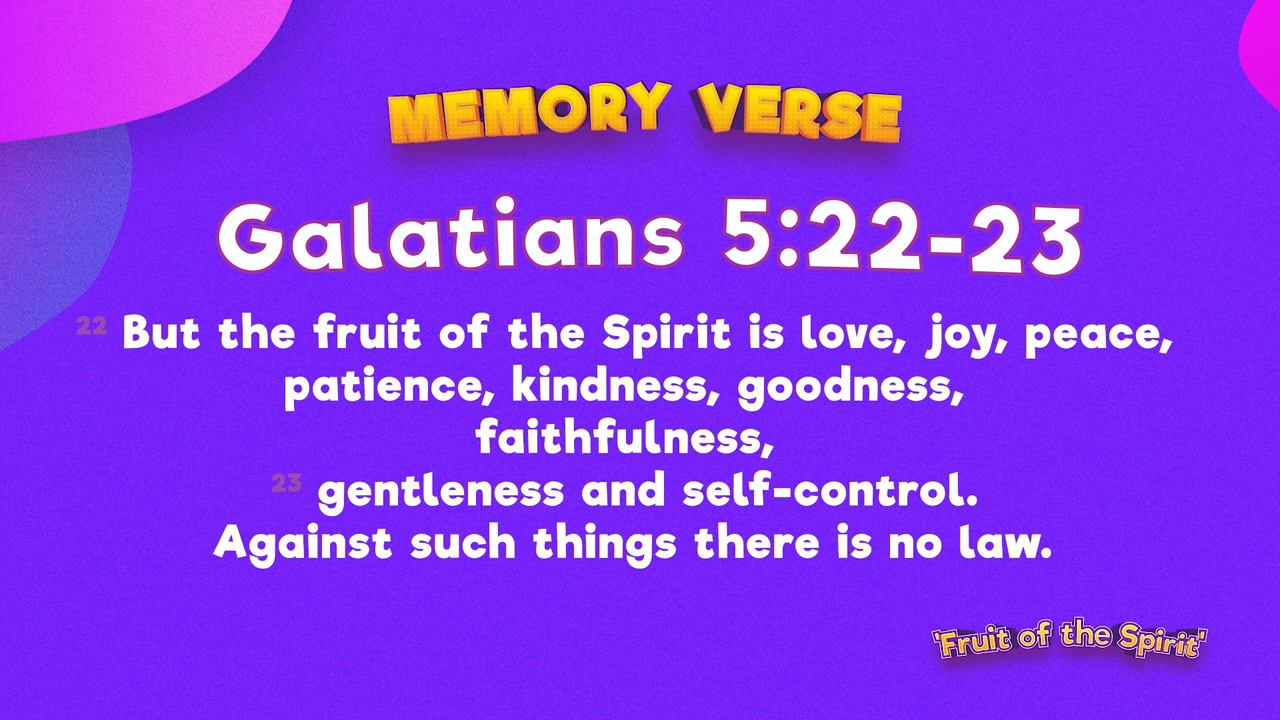 MEMORY VERSE
Galatians 5:22-23
22 But the fruit of the Spirit is love, joy, peace,
patience, kindness, goodness,
faithfulness,
23 gentleness and self-control.
Against such things there is no law.
'Fruit of the Spirit'